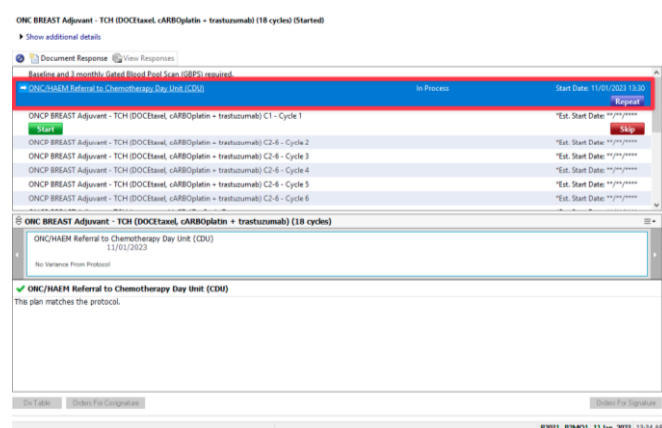 ONC BREAST Adjuvant - TCH (DOCEtaxel, cARBOplatin + trastuzumab) (18 cycles) (Started)
Show additional details
Document Response View Responses
Baseline and 3 monthly Gated Blood Pool Scan (GBPS) required.
ONC/HAEM Referral to Chemotherapy Day Unit (CDU) In Process Start Date: 11/01/2023 13:30
Repeat
ONCP BREAST Adjuvant - TCH (DOCEtaxel, cARBOplatin + trastuzumab) C1 - Cycle 1 *Est. Start Date: **/**/****
Start Skip
ONCP BREAST Adjuvant - TCH (DOCEtaxel, cARBOplatin + trastuzumab) C2-6 - Cycle 2 *Est. Start Date: **/**/****
ONCP BREAST Adjuvant - TCH (DOCEtaxel, cARBOplatin + trastuzumab) C2-6 - Cycle 3 *Est. Start Date: **/**/****
ONCP BREAST Adjuvant - TCH (DOCEtaxel, cARBOplatin + trastuzumab) C2-6 - Cycle 4 *Est. Start Date: **/**/****
ONCP BREAST Adjuvant - TCH (DOCEtaxel, cARBOplatin + trastuzumab) C2-6 - Cycle 5 *Est. Start Date: **/**/****
ONCP BREAST Adjuvant - TCH (DOCEtaxel, cARBOplatin + trastuzumab) C2-6 - Cycle 6 *Est. Start Date: **/**/****
ONC BREAST Adjuvant - TCH (DOCEtaxel, cARBOplatin + trastuzumab) (18 cycles)
ONC/HAEM Referral to Chemotherapy Day Unit (CDU)
11/01/2023
No Variance From Protocol
ONC/HAEM Referral to Chemotherapy Day Unit (CDU)
This plan matches the protocol.
Dx Table Orders For Cosignature Orders For Signature